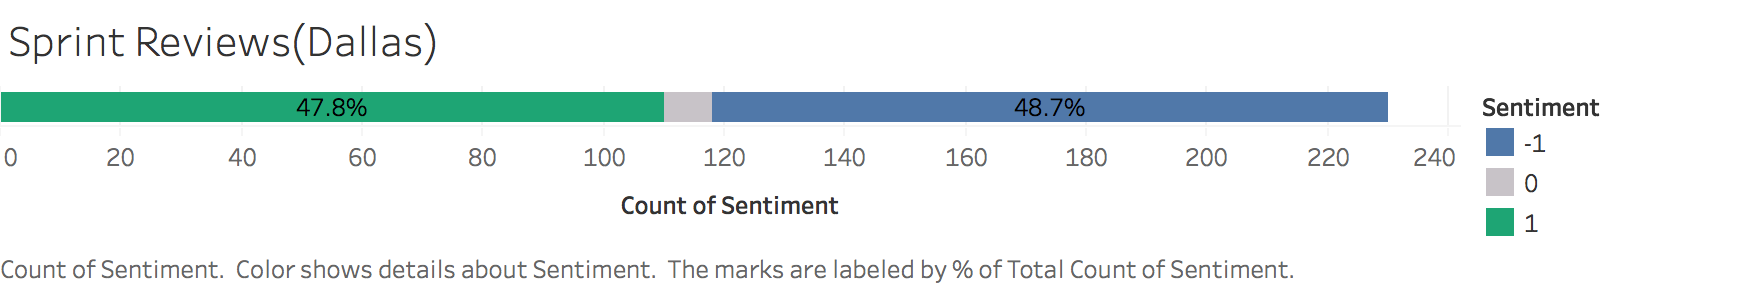 Sprint Reviews(Dallas)
47.8% 48.7%
0 20 40 60 80 100 120 140 160 180 200 220 240
Count of Sentiment
Sentiment
-1
0
1
Count of Sentiment.  Color shows details about Sentiment.  The marks are labeled by % of Total Count of Sentiment.